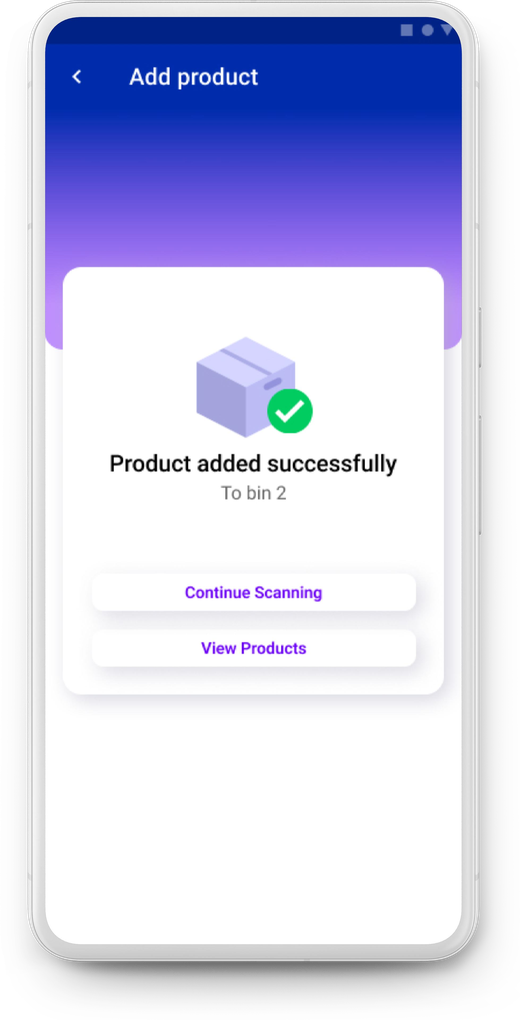 Add product
Product added successfully
To bin 2
Continue Scanning
View Products